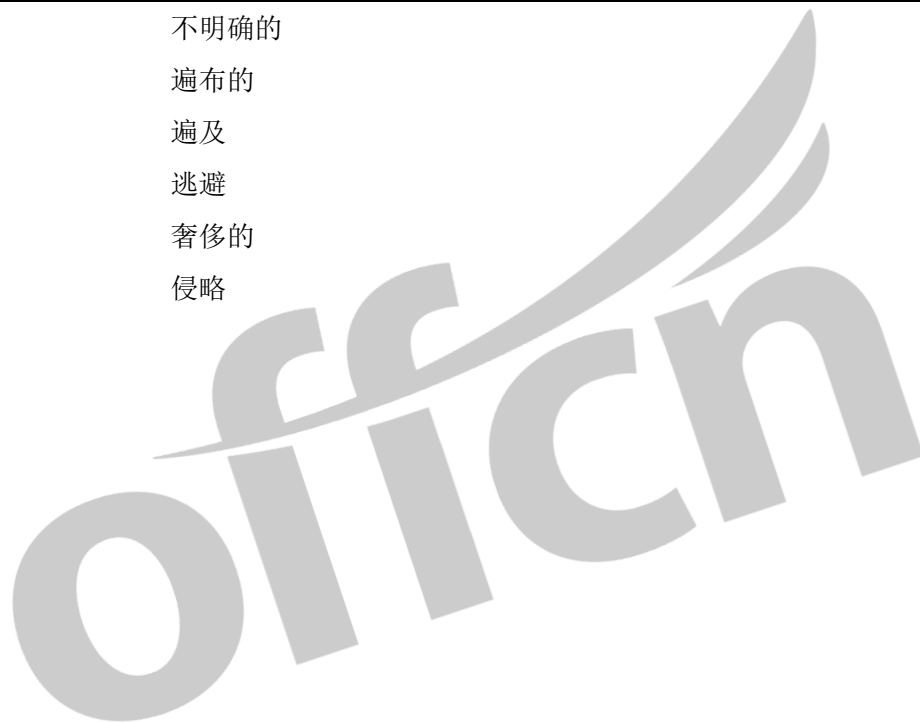 不明确的
遍布的
遍及
逃避
奢侈的
侵略
offcn